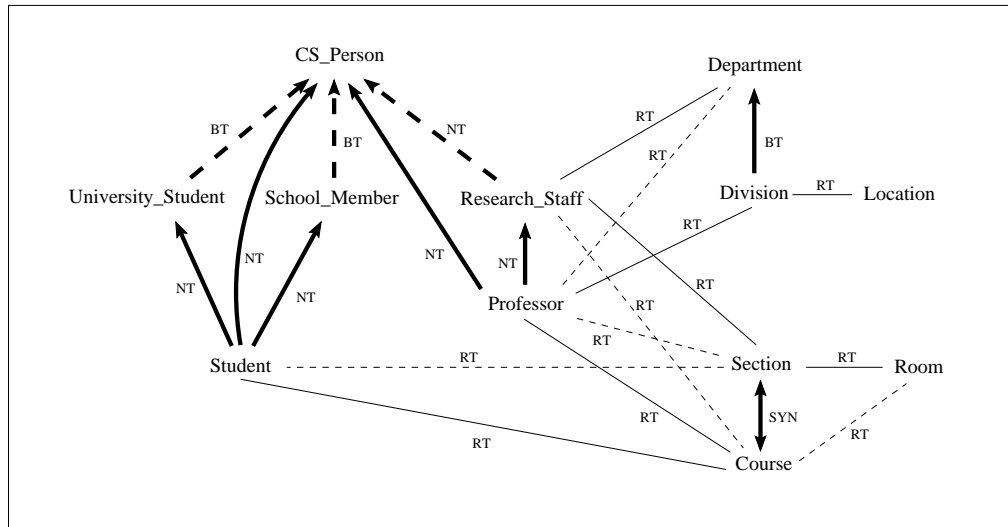 CS_Person
Department
RT
BT
NT
BT
RT
BT
University_Student
School_Member
Research_Staff
Division
RT
Location
NT
NT
NT
RT
RT
NT
NT
Professor
RT
RT
Student
RT
Section
RT
Room
RT
SYN
RT
RT
Course